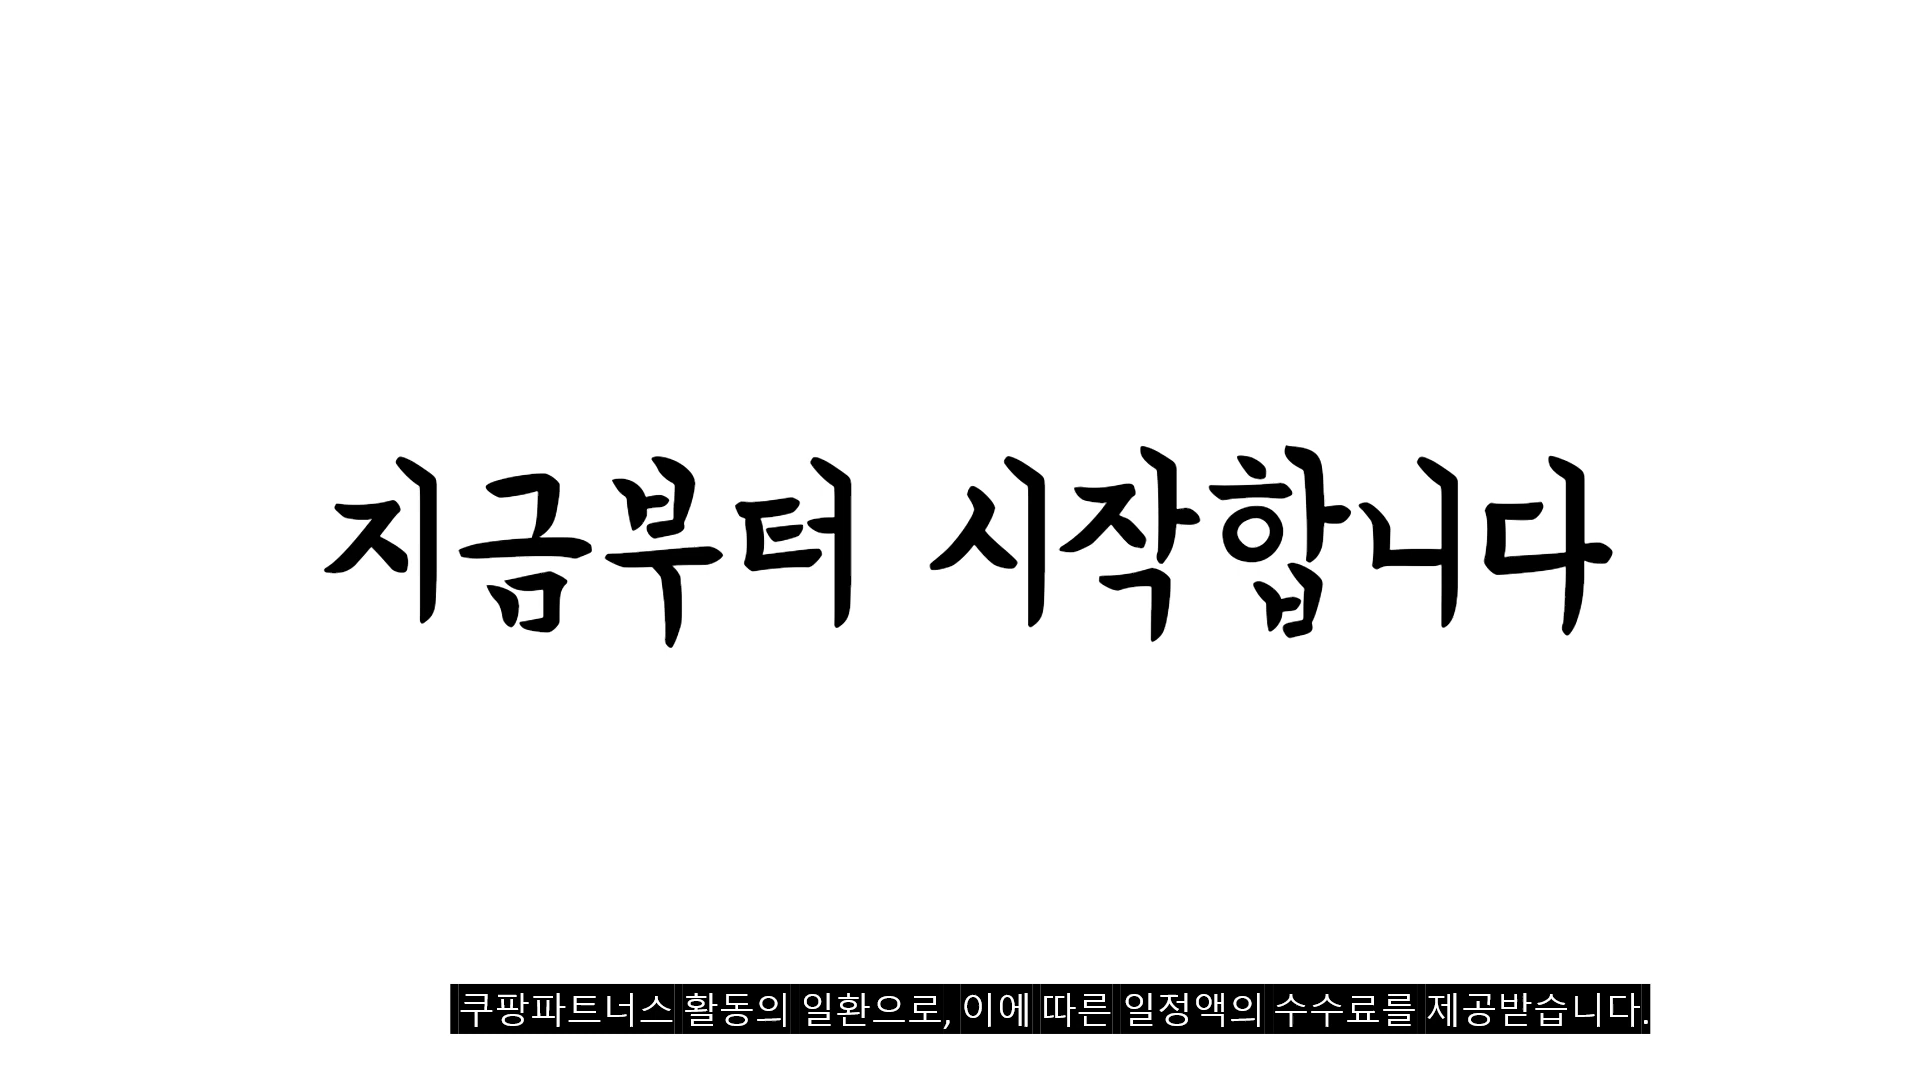 지금부터 시작합니다
쿠팡파트너스 활동의 일환으로, 이에 따른 일정액의 수수료를 제공받습니다.